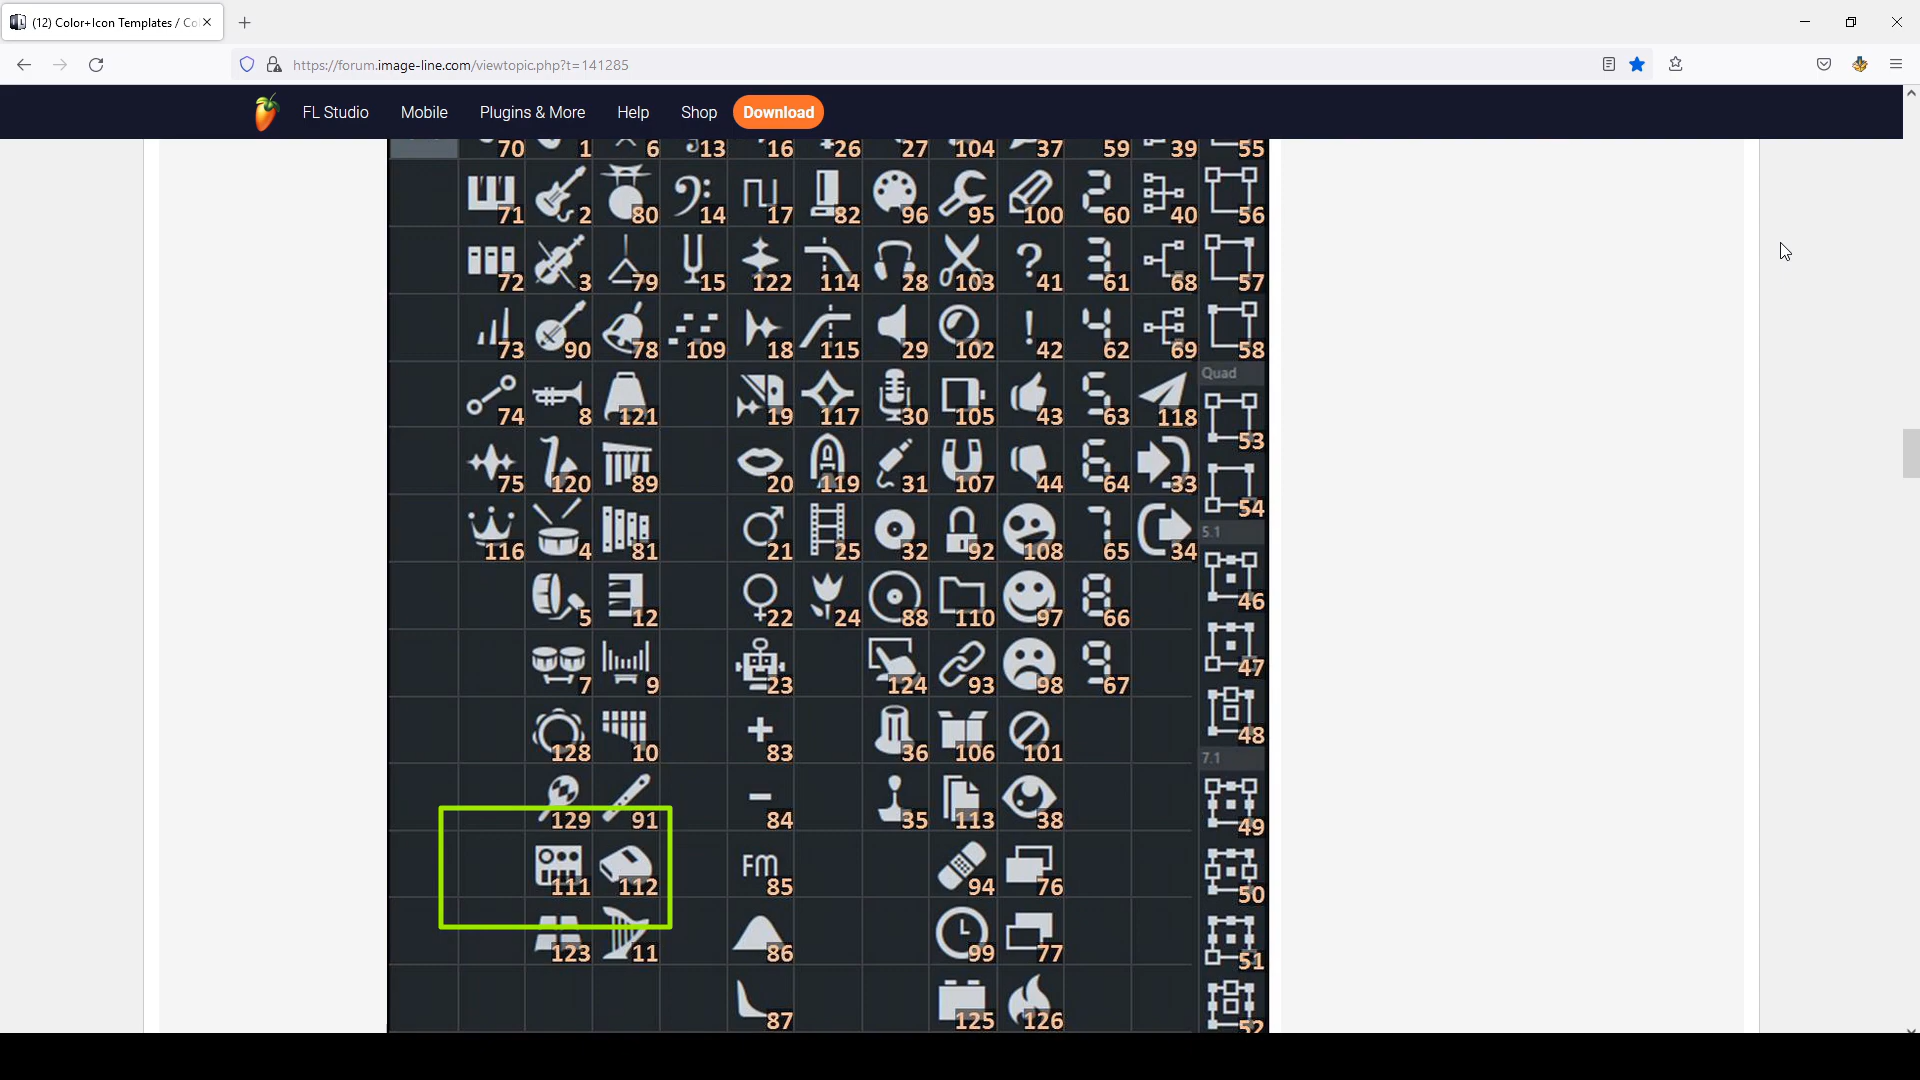 (12) Color+Icon Templates / Co
https://forum.image-line.com/viewtopic.php?t=141285
FL Studio Mobile Plugins & More Help Shop Download
70 1 6 13 16 26 27 104 37 59 39 55
71 2 80 14 17 82 96 95 100 60 40 56
72 3 79 15 122 114 28 103 41 61 68 57
73 90 78 109 18 115 29 102 42 62 69 58
Quad
74 8 121 19 117 30 105 43 63 118 53
75 120 89 20 119 31 107 44 64 33 54
5.1
116 4 81 21 25 32 92 108 65 34 46
5 12 22 24 88 110 97 66
7 9 23 124 93 98 67 47
128 10 83 36 106 101 48
7.1
129 91 84 35 113 38 49
111 112 FM 85 94 76 50
123 11 86 99 77 51
87 125 126 52